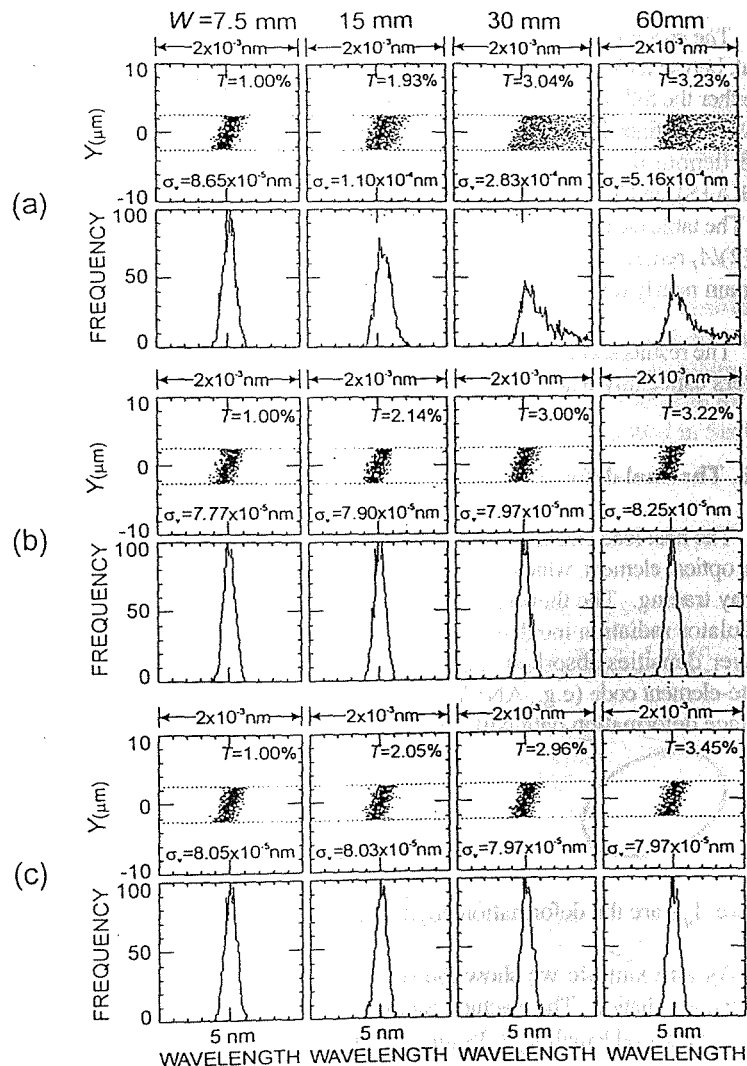 W = 7.5 mm 15 mm 30 mm 60mm
2x10⁻³nm 2x10⁻³nm 2x10⁻³nm 2x10⁻³nm
10
T=1.00% T=1.93% T=3.04% T=3.23%
Y(μm)
0
σᵥ=8.65x10⁻⁵nm σᵥ=1.10x10⁻⁴nm σᵥ=2.83x10⁻⁴nm σᵥ=5.16x10⁻⁴nm
-10
(a)
100
FREQUENCY
50
0
2x10⁻³nm 2x10⁻³nm 2x10⁻³nm 2x10⁻³nm
10
T=1.00% T=2.14% T=3.00% T=3.22%
Y(μm)
0
σᵥ=7.77x10⁻⁵nm σᵥ=7.90x10⁻⁵nm σᵥ=7.97x10⁻⁵nm σᵥ=8.25x10⁻⁵nm
-10
(b)
100
FREQUENCY
50
0
2x10⁻³nm 2x10⁻³nm 2x10⁻³nm 2x10⁻³nm
10
T=1.00% T=2.05% T=2.96% T=3.45%
Y(μm)
0
σᵥ=8.05x10⁻⁵nm σᵥ=8.03x10⁻⁵nm σᵥ=7.97x10⁻⁵nm σᵥ=7.97x10⁻⁵nm
-10
(c)
100
FREQUENCY
50
0
5 nm 5 nm 5 nm 5 nm
WAVELENGTH WAVELENGTH WAVELENGTH WAVELENGTH